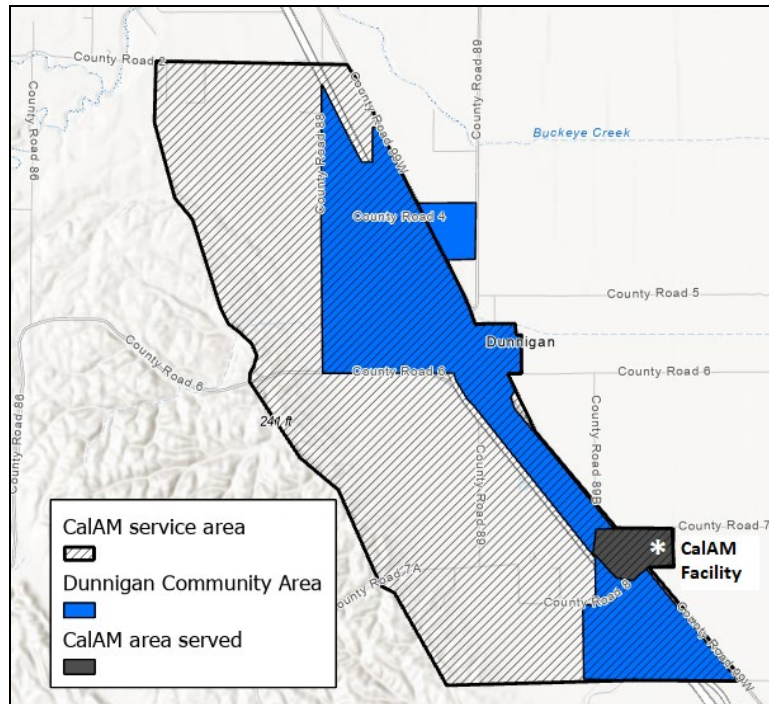 County Road 2
County Road 89
County Road 86
County Road 88
County Road 99W
Buckeye Creek
County Road 4
County Road 5
Dunnigan
County Road 6
County Road 6
County Road 6
County Road 86
241 ft
County Road 89
County Road 89B
CalAM service area
Dunnigan Community Area
CalAM area served
County Road 7
* CalAM
Facility
County Road 7A
County Road 8
County Road 99W